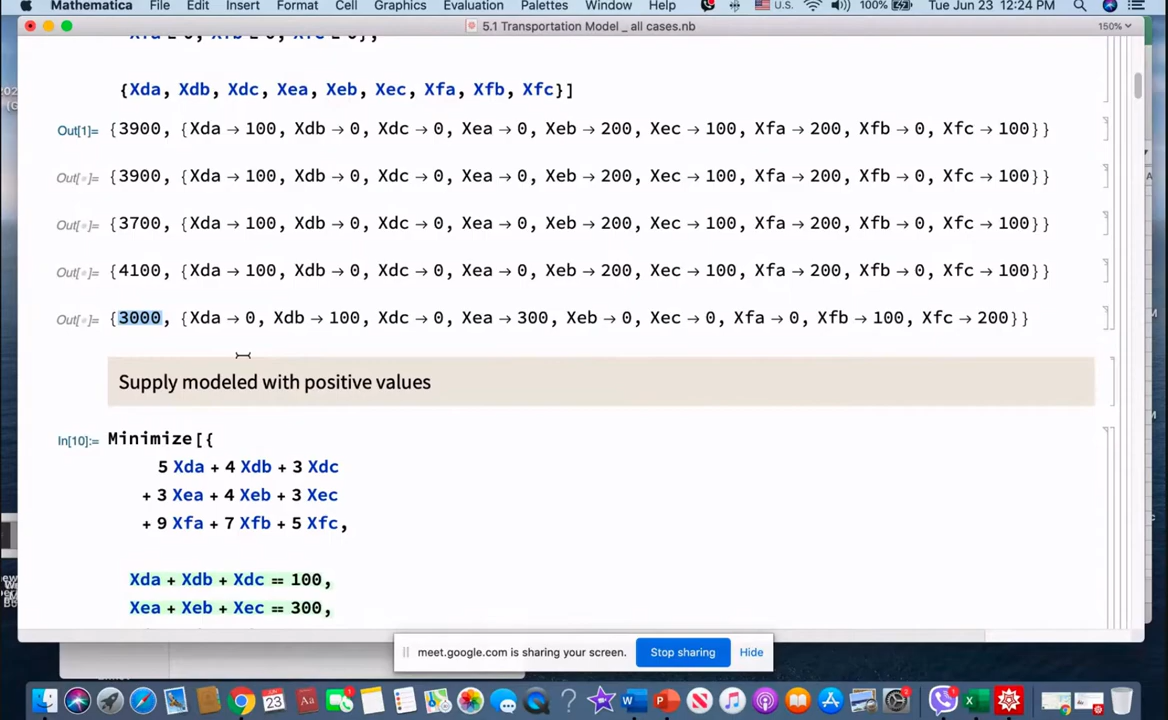 Mathematica File Edit Insert Format Cell Graphics Evaluation Palettes Window Help U.S. 100% Tue Jun 23 12:24 PM
5.1 Transportation Model _ all cases.nb
150%
{Xda, Xdb, Xdc, Xea, Xeb, Xec, Xfa, Xfb, Xfc}]
Out[1]= {3900, {Xda → 100, Xdb → 0, Xdc → 0, Xea → 0, Xeb → 200, Xec → 100, Xfa → 200, Xfb → 0, Xfc → 100}}
Out[∘]= {3900, {Xda → 100, Xdb → 0, Xdc → 0, Xea → 0, Xeb → 200, Xec → 100, Xfa → 200, Xfb → 0, Xfc → 100}}
Out[∘]= {3700, {Xda → 100, Xdb → 0, Xdc → 0, Xea → 0, Xeb → 200, Xec → 100, Xfa → 200, Xfb → 0, Xfc → 100}}
Out[∘]= {4100, {Xda → 100, Xdb → 0, Xdc → 0, Xea → 0, Xeb → 200, Xec → 100, Xfa → 200, Xfb → 0, Xfc → 100}}
Out[∘]= {3000, {Xda → 0, Xdb → 100, Xdc → 0, Xea → 300, Xeb → 0, Xec → 0, Xfa → 0, Xfb → 100, Xfc → 200}}
Supply modeled with positive values
In[10]:= Minimize[{
5 Xda + 4 Xdb + 3 Xdc
+ 3 Xea + 4 Xeb + 3 Xec
+ 9 Xfa + 7 Xfb + 5 Xfc,
Xda + Xdb + Xdc == 100,
Xea + Xeb + Xec == 300,
meet.google.com is sharing your screen. Stop sharing Hide